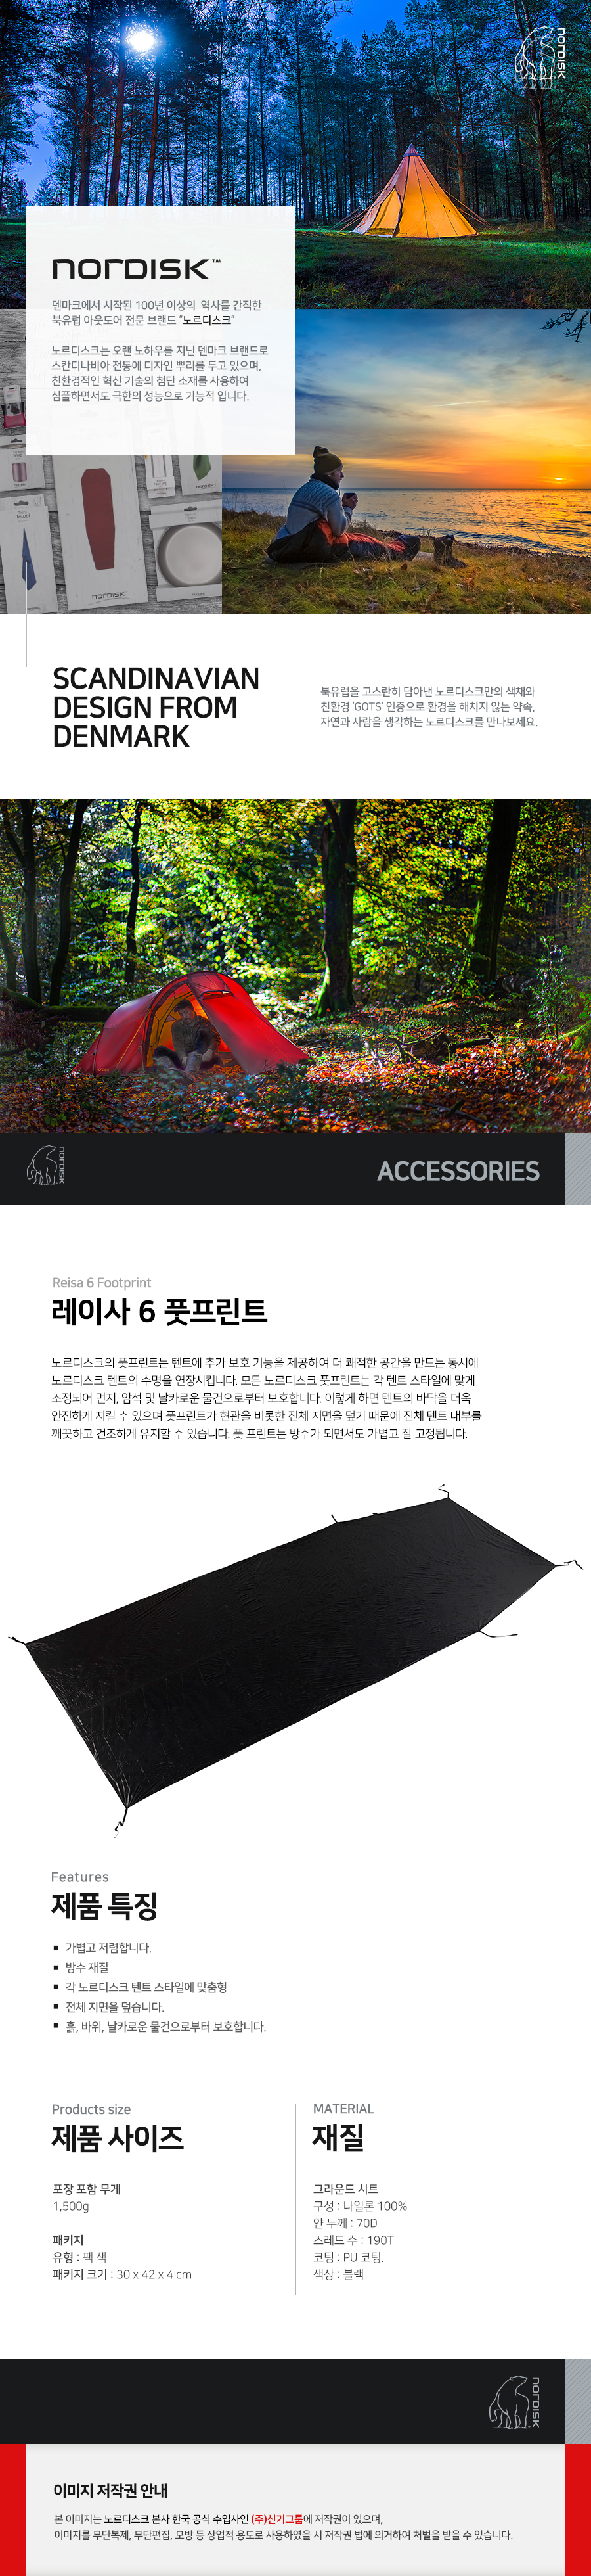 NORDISK
NORDISK™
덴마크에서 시작된 100년 이상의 역사를 간직한
북유럽 아웃도어 전문 브랜드 "노르디스크"
노르디스크는 오랜 노하우를 지닌 덴마크 브랜드로
스칸디나비아 전통에 디자인 뿌리를 두고 있으며,
친환경적인 혁신 기술의 첨단 소재를 사용하여
심플하면서도 극한의 성능으로 기능적 입니다.
NORDISK
SCANDINAVIAN
DESIGN FROM
DENMARK
북유럽을 고스란히 담아낸 노르디스크만의 색채와
친환경 'GOTS' 인증으로 환경을 해치지 않는 약속,
자연과 사람을 생각하는 노르디스크를 만나보세요.
NORDISK
ACCESSORIES
Reisa 6 Footprint
레이사 6 풋프린트
노르디스크의 풋프린트는 텐트에 추가 보호 기능을 제공하여 더 쾌적한 공간을 만드는 동시에
노르디스크 텐트의 수명을 연장시킵니다. 모든 노르디스크 풋프린트는 각 텐트 스타일에 맞게
조정되어 먼지, 암석 및 날카로운 물건으로부터 보호합니다. 이렇게 하면 텐트의 바닥을 더욱
안전하게 지킬 수 있으며 풋프린트가 현관을 비롯한 전체 지면을 덮기 때문에 전체 텐트 내부를
깨끗하고 건조하게 유지할 수 있습니다. 풋 프린트는 방수가 되면서도 가볍고 잘 고정됩니다.
Features
제품 특징
가볍고 저렴합니다.
방수 재질
각 노르디스크 텐트 스타일에 맞춤형
전체 지면을 덮습니다.
흙, 바위, 날카로운 물건으로부터 보호합니다.
Products size
제품 사이즈
포장 포함 무게
1,500g
패키지
유형 : 팩 색
패키지 크기 : 30 x 42 x 4 cm
MATERIAL
재질
그라운드 시트
구성 : 나일론 100%
얀 두께 : 70D
스레드 수 : 190T
코팅 : PU 코팅.
색상 : 블랙
NORDISK
이미지 저작권 안내
본 이미지는 노르디스크 본사 한국 공식 수입사인 (주)신기그룹에 저작권이 있으며,
이미지를 무단복제, 무단편집, 모방 등 상업적 용도로 사용하였을 시 저작권 법에 의거하여 처벌을 받을 수 있습니다.